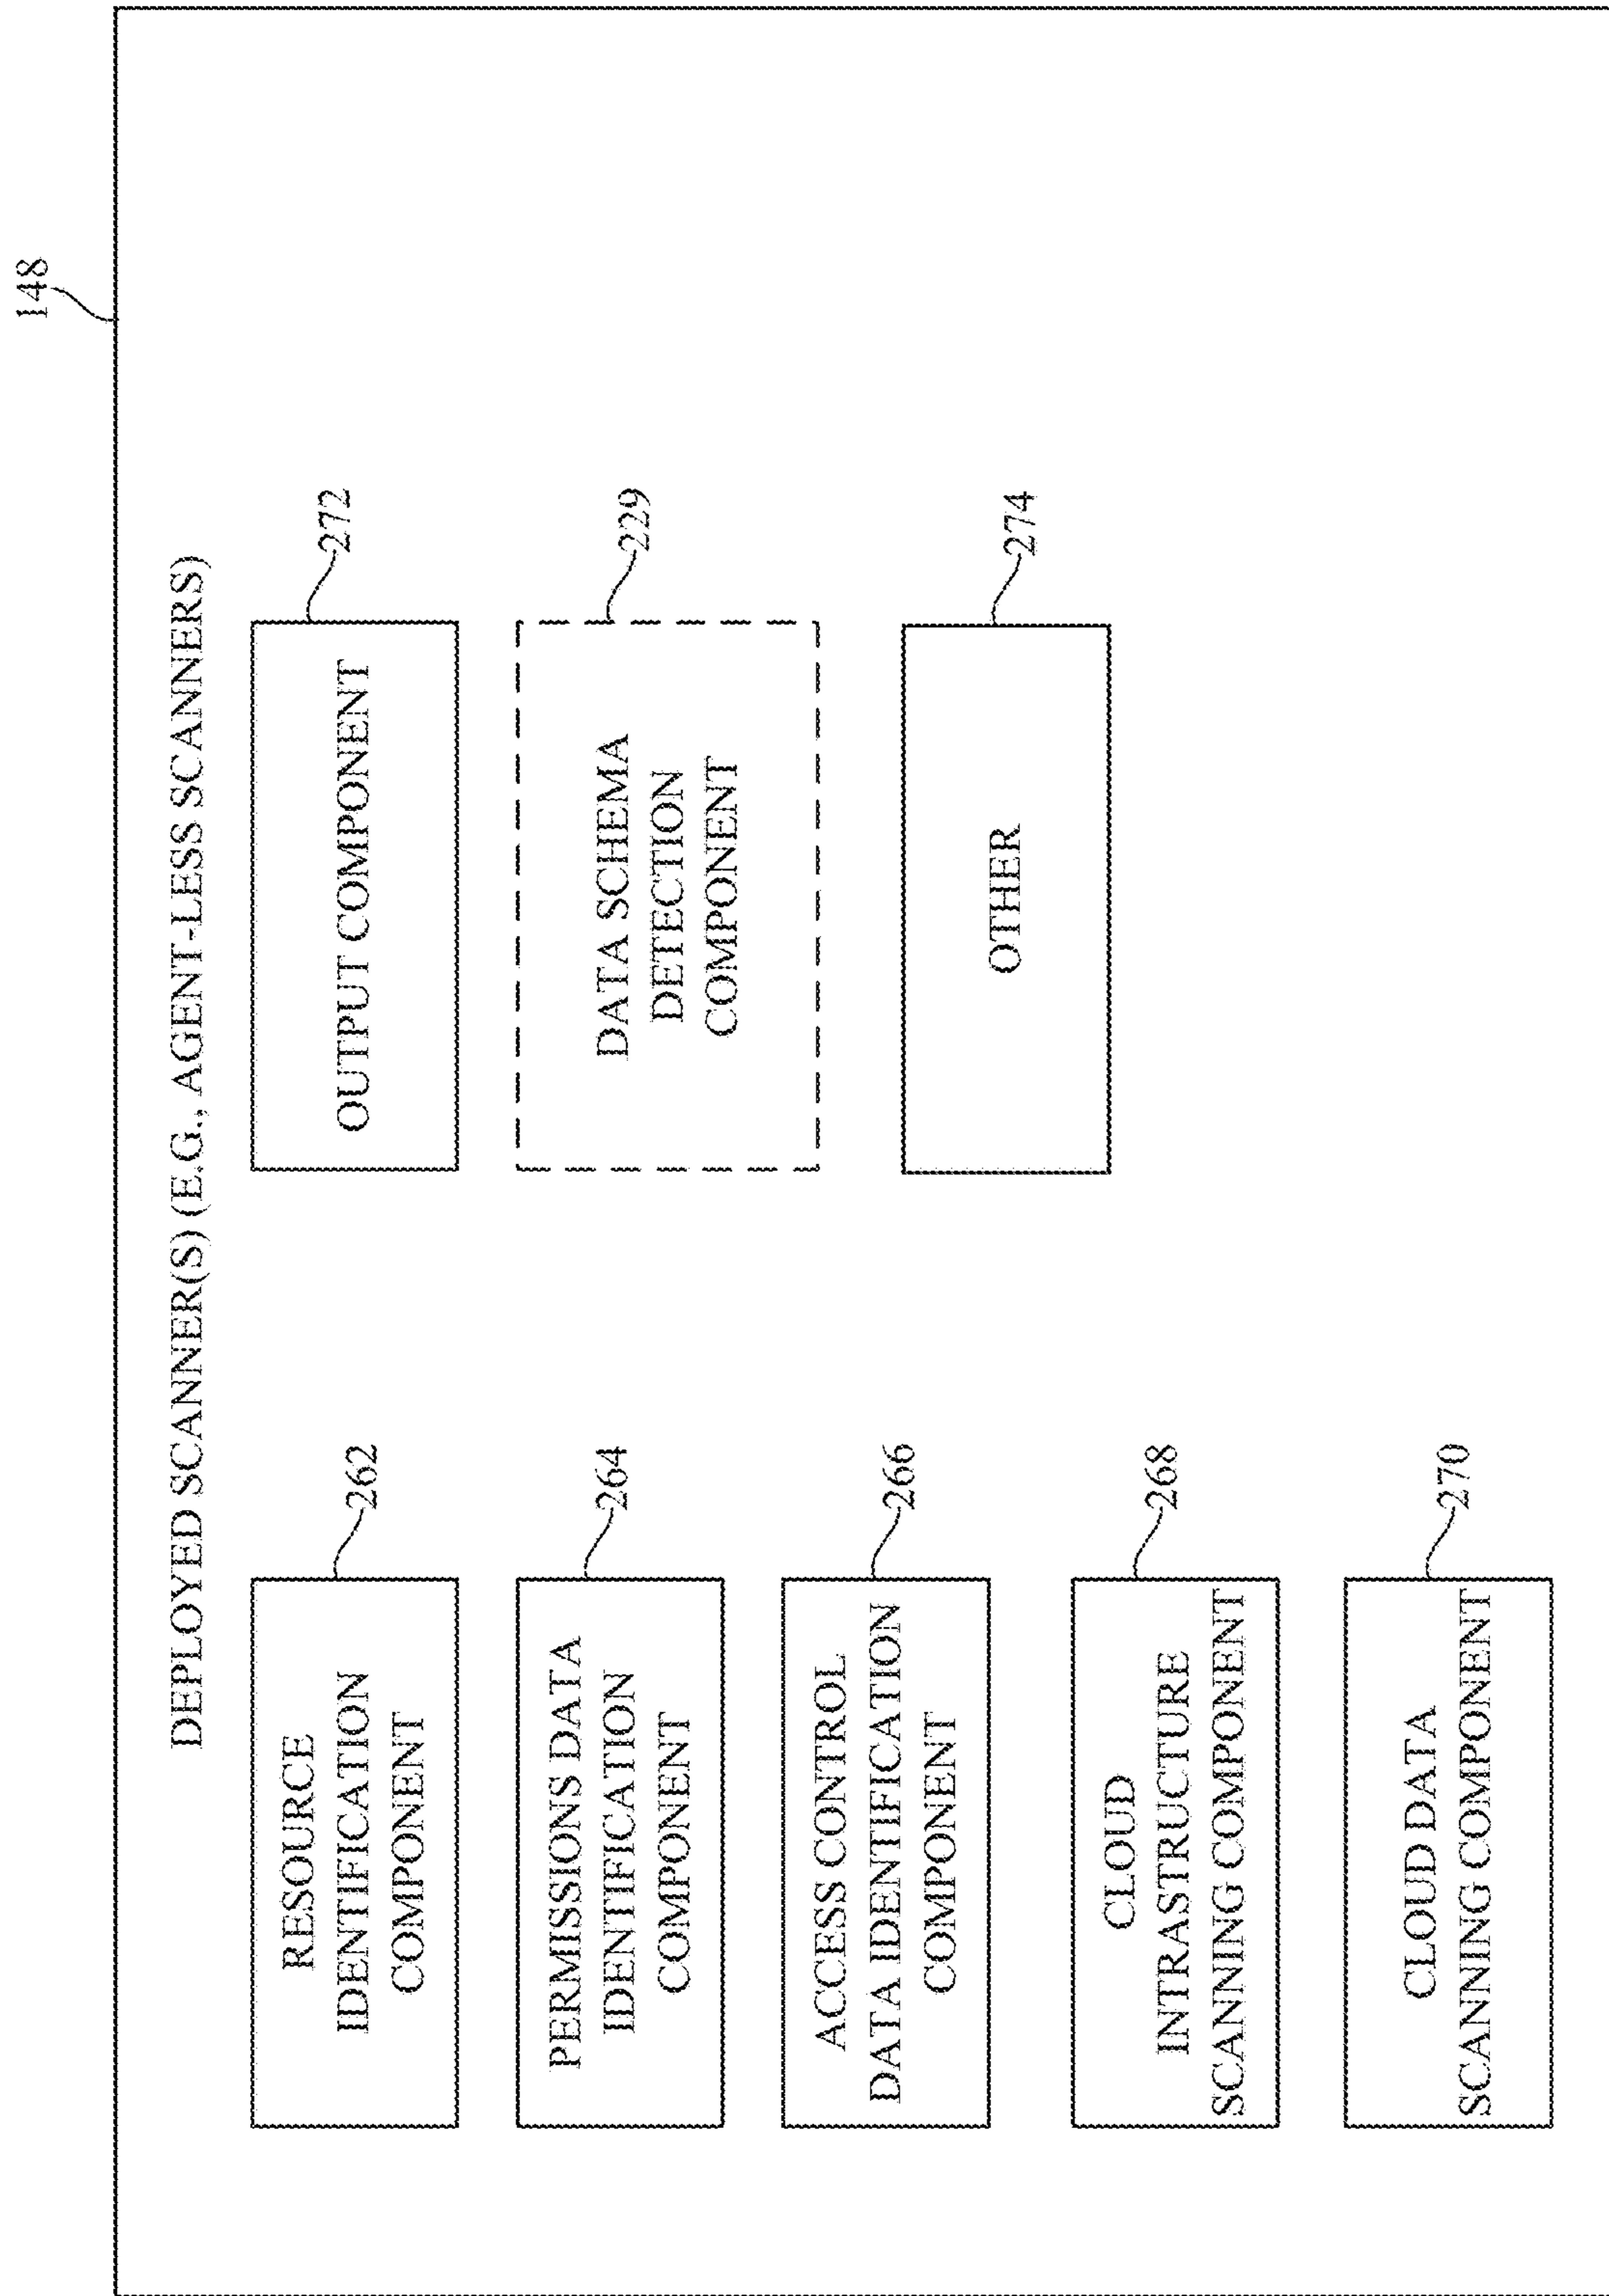 148
DEPLOYED SCANNER(S) (E.G., AGENT-LESS SCANNERS)
RESOURCE
IDENTIFICATION
COMPONENT
262
PERMISSIONS DATA
IDENTIFICATION
COMPONENT
264
ACCESS CONTROL
DATA IDENTIFICATION
COMPONENT
266
CLOUD
INTRASTRUCTURE
SCANNING COMPONENT
268
CLOUD DATA
SCANNING COMPONENT
270
OUTPUT COMPONENT
272
DATA SCHEMA
DETECTION
COMPONENT
229
OTHER
274